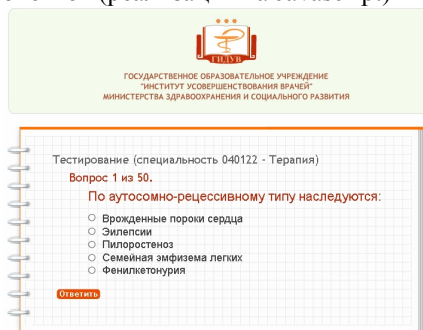 ГИДУВ
ГОСУДАРСТВЕННОЕ ОБРАЗОВАТЕЛЬНОЕ УЧРЕЖДЕНИЕ
"ИНСТИТУТ УСОВЕРШЕНСТВОВАНИЯ ВРАЧЕЙ"
МИНИСТЕРСТВА ЗДРАВООХРАНЕНИЯ И СОЦИАЛЬНОГО РАЗВИТИЯ
Тестирование (специальность 040122 - Терапия)
Вопрос 1 из 50.
По аутосомно-рецессивному типу наследуются:
Врожденные пороки сердца
Эпилепсии
Пилоростеноз
Семейная эмфизема легких
Фенилкетонурия
Ответить